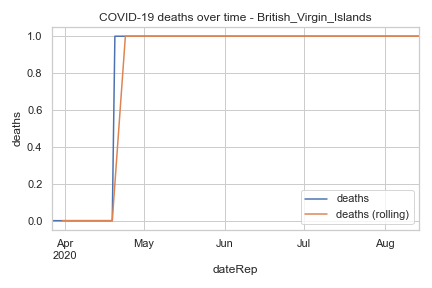 COVID-19 deaths over time - British_Virgin_Islands
deaths
1.0
0.8
0.6
0.4
0.2
0.0
deaths
deaths (rolling)
Apr
2020
May
Jun
Jul
Aug
dateRep